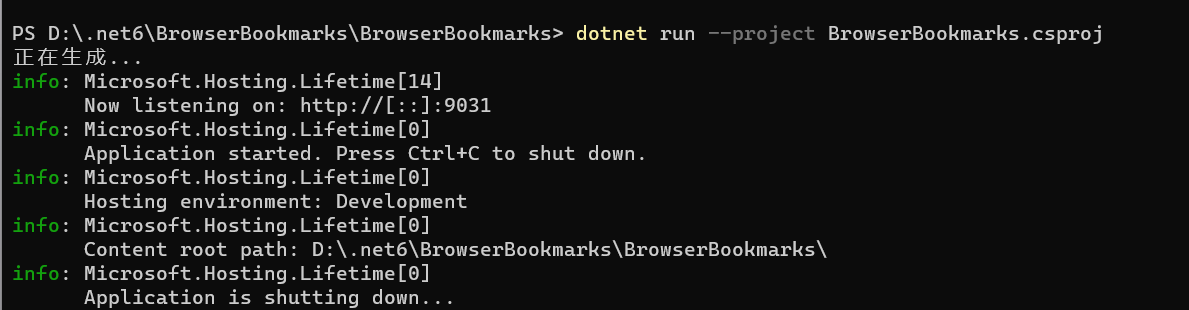 PS D:\.net6\BrowserBookmarks\BrowserBookmarks> dotnet run --project BrowserBookmarks.csproj
正在生成...
info: Microsoft.Hosting.Lifetime[14]
      Now listening on: http://[::]:9031
info: Microsoft.Hosting.Lifetime[0]
      Application started. Press Ctrl+C to shut down.
info: Microsoft.Hosting.Lifetime[0]
      Hosting environment: Development
info: Microsoft.Hosting.Lifetime[0]
      Content root path: D:\.net6\BrowserBookmarks\BrowserBookmarks\
info: Microsoft.Hosting.Lifetime[0]
      Application is shutting down...